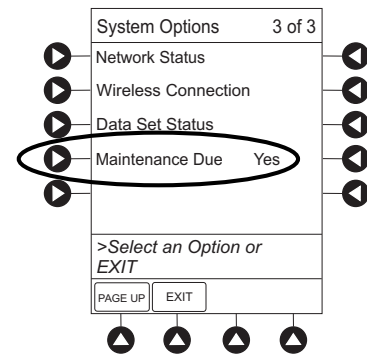 System Options 3 of 3
Network Status
Wireless Connection
Data Set Status
Maintenance Due Yes
>Select an Option or
EXIT
PAGE UP EXIT